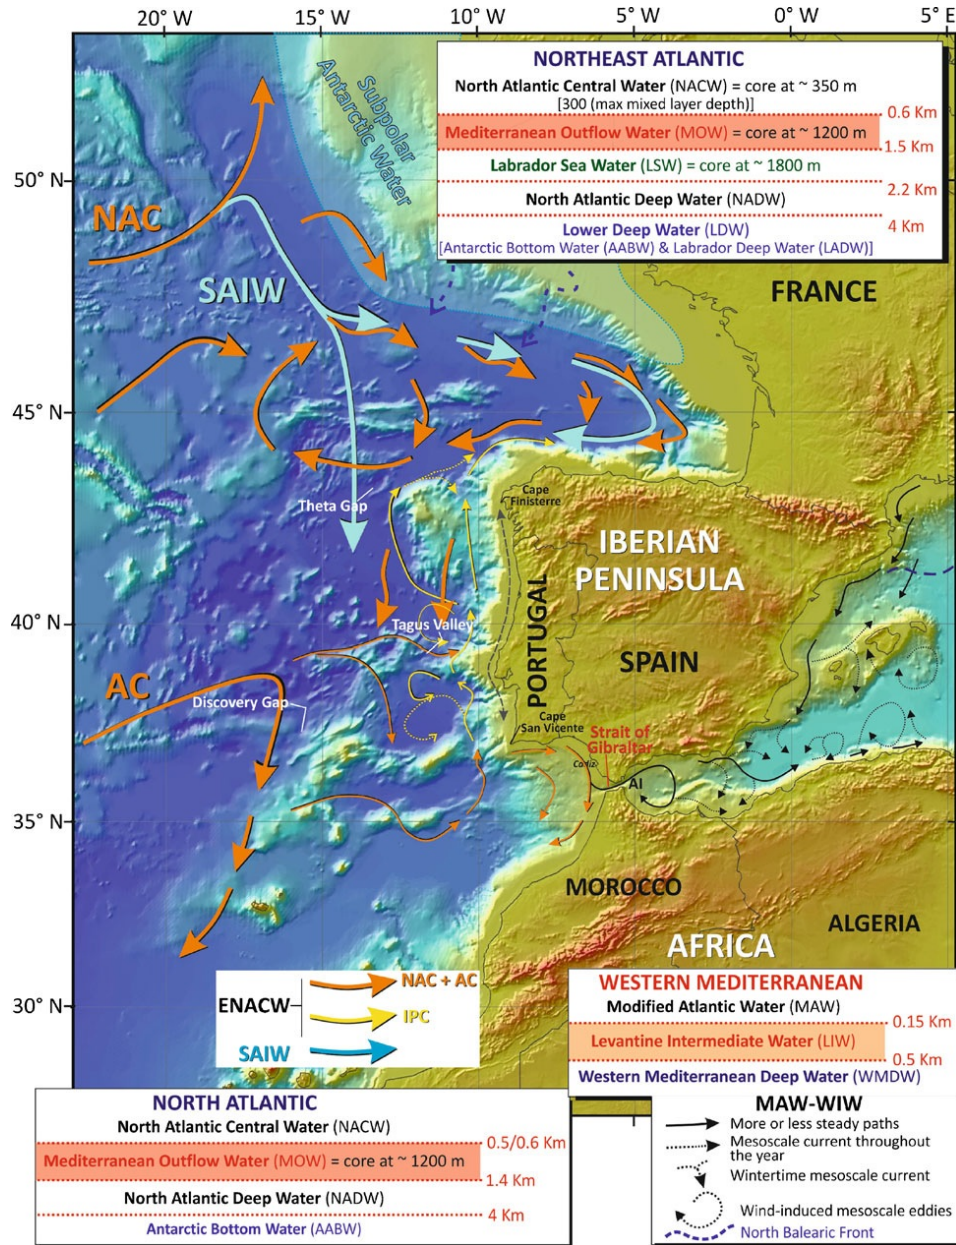 20° W
15° W
10° W
5° W
0° W
5° E
NORTHEAST ATLANTIC
North Atlantic Central Water (NACW) = core at ~ 350 m
[300 (max mixed layer depth)]
0.6 Km
Mediterranean Outflow Water (MOW) = core at ~ 1200 m
1.5 Km
Labrador Sea Water (LSW) = core at ~ 1800 m
2.2 Km
North Atlantic Deep Water (NADW)
4 Km
Lower Deep Water (LDW)
[Antarctic Bottom Water (AABW) & Labrador Deep Water (LADW)]
Subpolar
Antarctic Water
50° N
NAC
SAIW
FRANCE
45° N
Theta Gap
Cape
Finisterre
IBERIAN
PENINSULA
40° N
Tagus Valley
PORTUGAL
SPAIN
AC
Discovery Gap
Cape
San Vicente
Strait of
Gibraltar
Cadiz
AI
35° N
MOROCCO
ALGERIA
AFRICA
30° N
ENACW
NAC + AC
IPC
SAIW
WESTERN MEDITERRANEAN
Modified Atlantic Water (MAW)
0.15 Km
Levantine Intermediate Water (LIW)
0.5 Km
Western Mediterranean Deep Water (WMDW)
NORTH ATLANTIC
North Atlantic Central Water (NACW)
0.5/0.6 Km
Mediterranean Outflow Water (MOW) = core at ~ 1200 m
1.4 Km
North Atlantic Deep Water (NADW)
4 Km
Antarctic Bottom Water (AABW)
MAW-WIW
More or less steady paths
Mesoscale current throughout
the year
Wintertime mesoscale current
Wind-induced mesoscale eddies
North Balearic Front